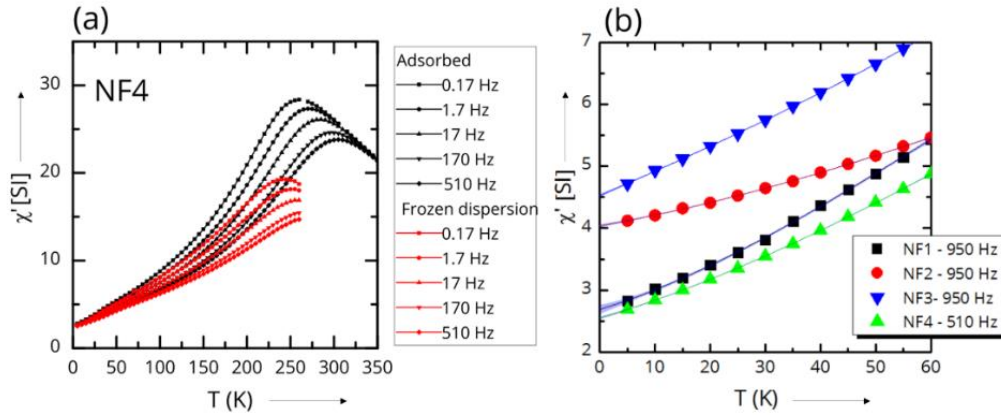 (a)
NF4
χ' [SI]
30
20
10
0
0 50 100 150 200 250 300 350
T (K)
Adsorbed
0.17 Hz
1.7 Hz
17 Hz
170 Hz
510 Hz
Frozen dispersion
0.17 Hz
1.7 Hz
17 Hz
170 Hz
510 Hz
(b)
χ' [SI]
7
6
5
4
3
2
0 10 20 30 40 50 60
T (K)
NF1 - 950 Hz
NF2 - 950 Hz
NF3- 950 Hz
NF4 - 510 Hz